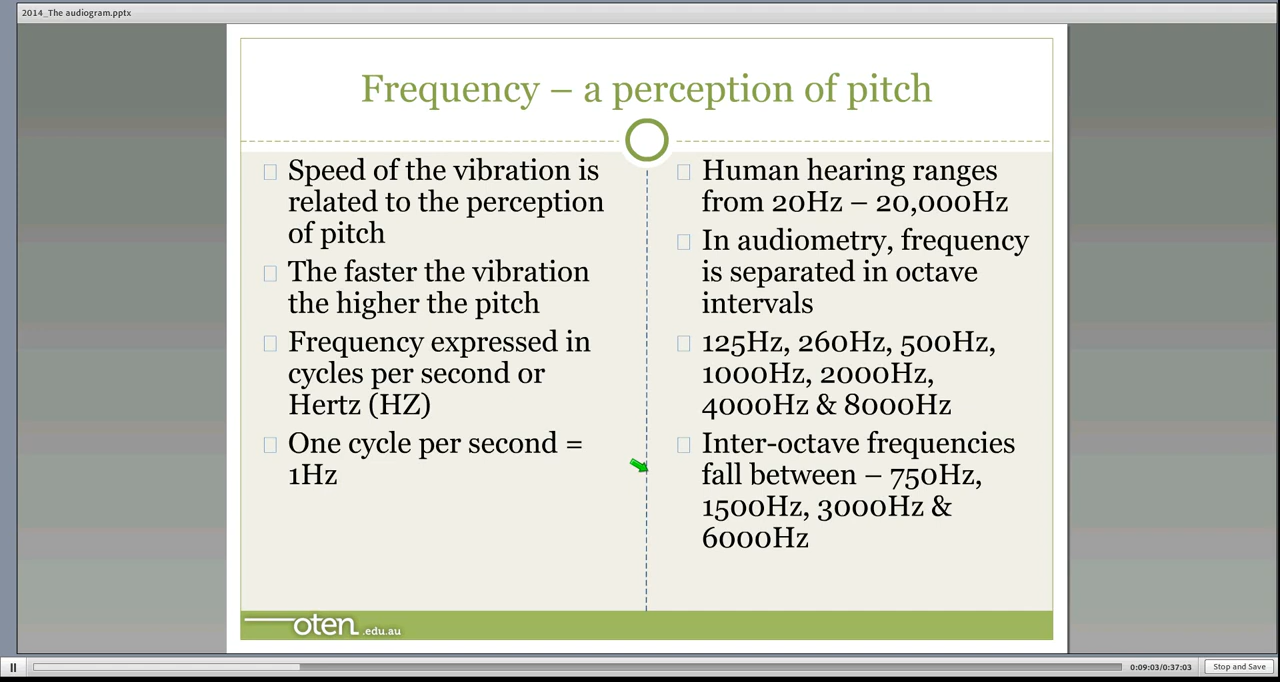 2014_The audiogram.pptx
Frequency – a perception of pitch
Speed of the vibration is
related to the perception
of pitch
The faster the vibration
the higher the pitch
Frequency expressed in
cycles per second or
Hertz (HZ)
One cycle per second =
1Hz
Human hearing ranges
from 20Hz – 20,000Hz
In audiometry, frequency
is separated in octave
intervals
125Hz, 260Hz, 500Hz,
1000Hz, 2000Hz,
4000Hz & 8000Hz
Inter-octave frequencies
fall between – 750Hz,
1500Hz, 3000Hz &
6000Hz
oten.edu.au
0:09:03/0:37:03
Stop and Save